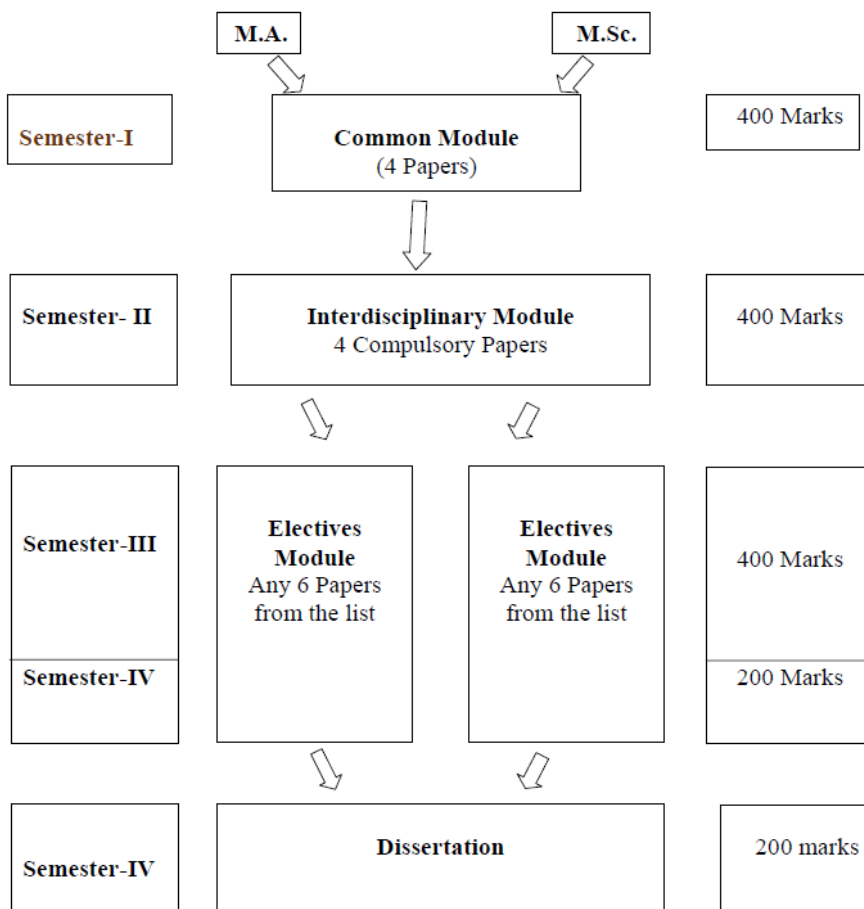 M.A.
M.Sc.
Semester-I
Common Module
(4 Papers)
400 Marks
Semester- II
Interdisciplinary Module
4 Compulsory Papers
400 Marks
Semester-III
Electives
Module
Any 6 Papers
from the list
Electives
Module
Any 6 Papers
from the list
400 Marks
Semester-IV
200 Marks
Semester-IV
Dissertation
200 marks